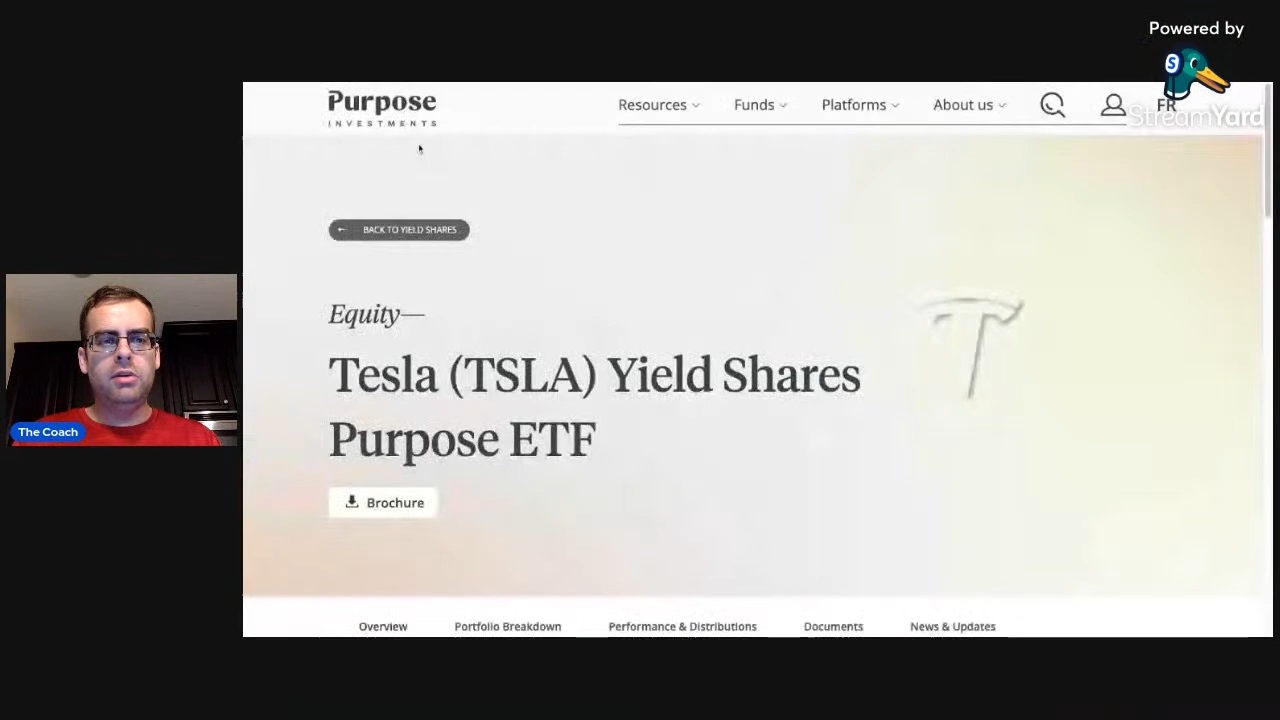 Powered by
S
StreamYard
Purpose
INVESTMENTS
Resources
Funds
Platforms
About us
FR
← BACK TO YIELD SHARES
Equity—
Tesla (TSLA) Yield Shares
Purpose ETF
Brochure
Overview
Portfolio Breakdown
Performance & Distributions
Documents
News & Updates
The Coach